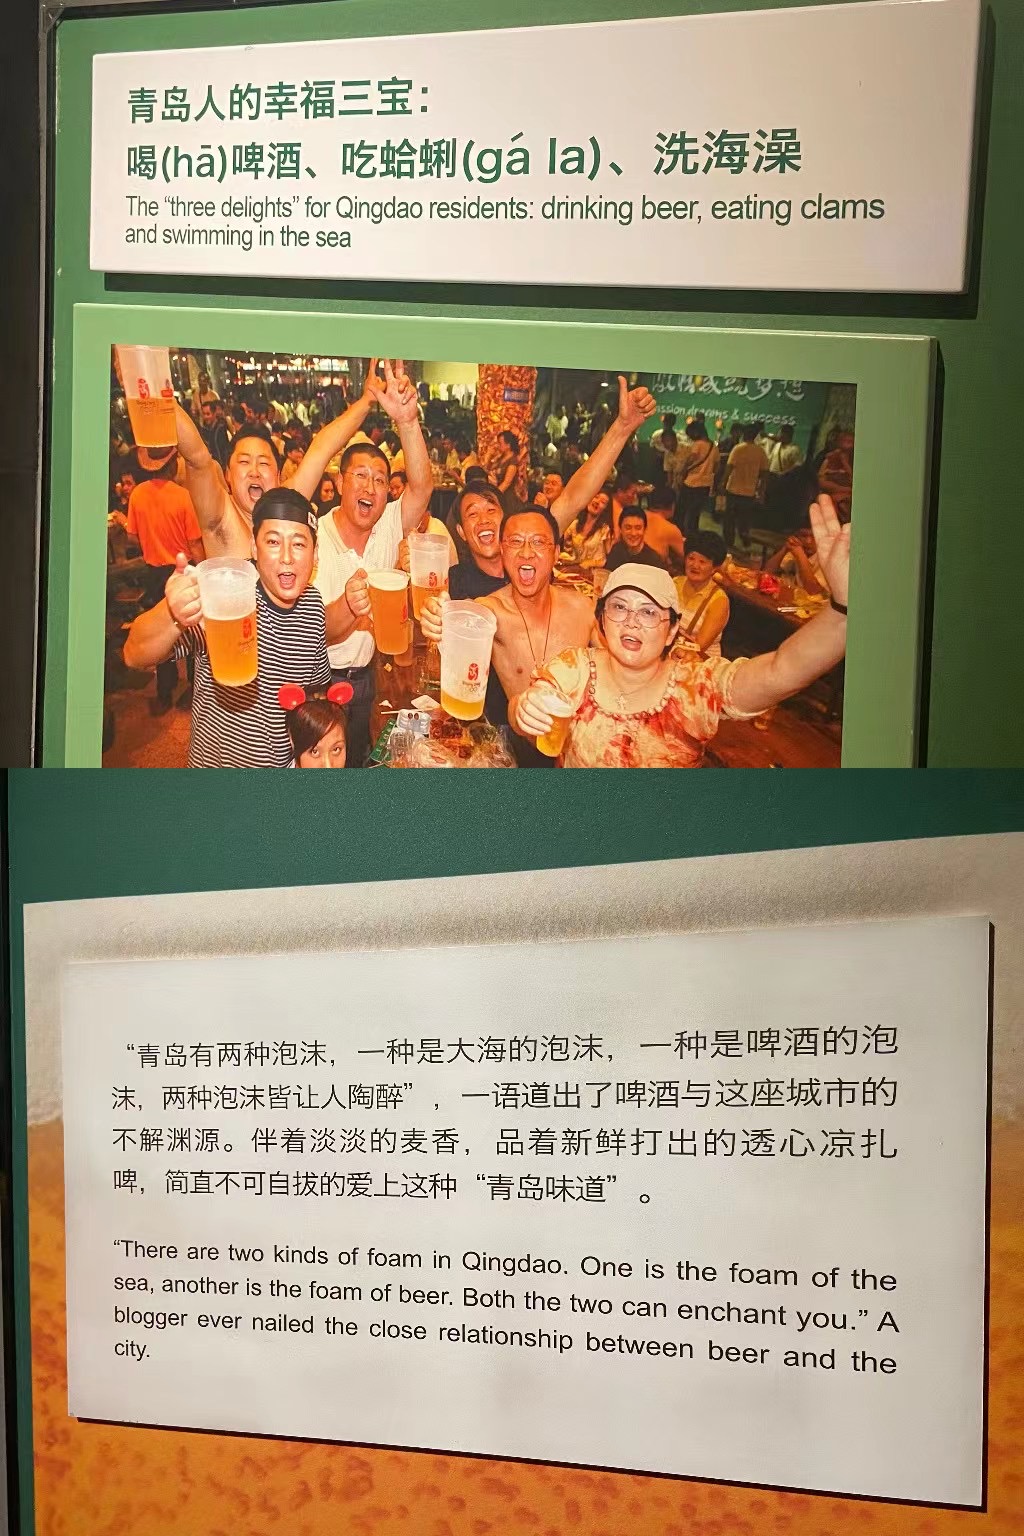 青岛人的幸福三宝：
喝(hā)啤酒、吃蛤蜊(gá la)、洗海澡
The “three delights” for Qingdao residents: drinking beer, eating clams
and swimming in the sea
& success
“青岛有两种泡沫，一种是大海的泡沫，一种是啤酒的泡
沫，两种泡沫皆让人陶醉”，一语道出了啤酒与这座城市的
不解渊源。伴着淡淡的麦香，品着新鲜打出的透心凉扎
啤，简直不可自拔的爱上这种“青岛味道”。
“There are two kinds of foam in Qingdao. One is the foam of the
sea, another is the foam of beer. Both the two can enchant you.” A
blogger ever nailed the close relationship between beer and the
city.